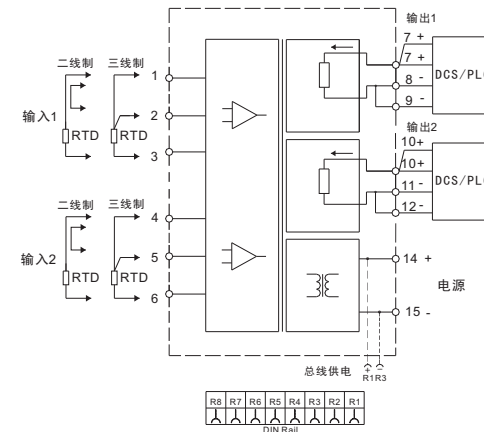 输出1
7 +
7 +
8 -
9 -
DCS/PLC
二线制 三线制
输入1
RTD RTD
1
2
3
输出2
10+
10+
11 -
12-
DCS/PLC
二线制 三线制
输入2
RTD RTD
4
5
6
14 +
电源
15 -
总线供电
+ -
R1 R3
R8 R7 R6 R5 R4 R3 R2 R1
DIN Rail